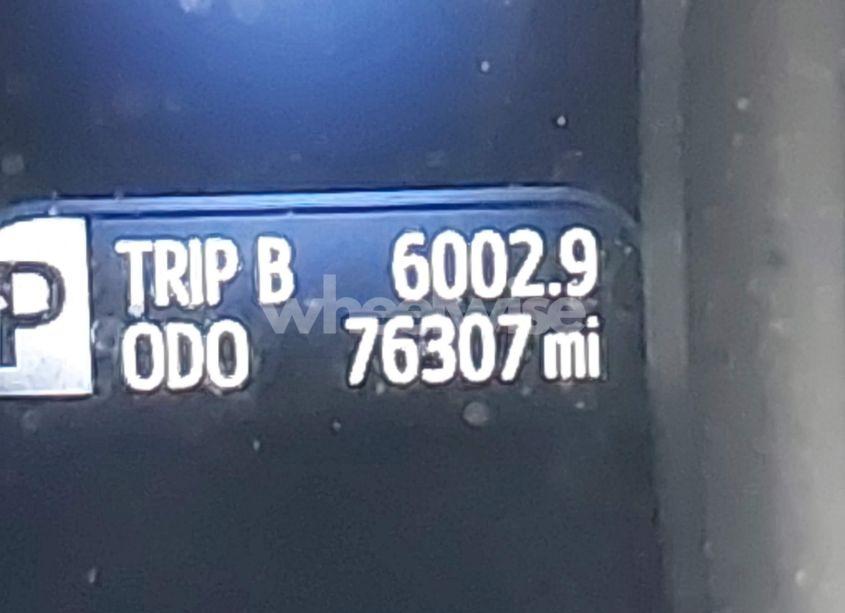 P
TRIP B 6002.9
ODO 76307 mi
wheelwise